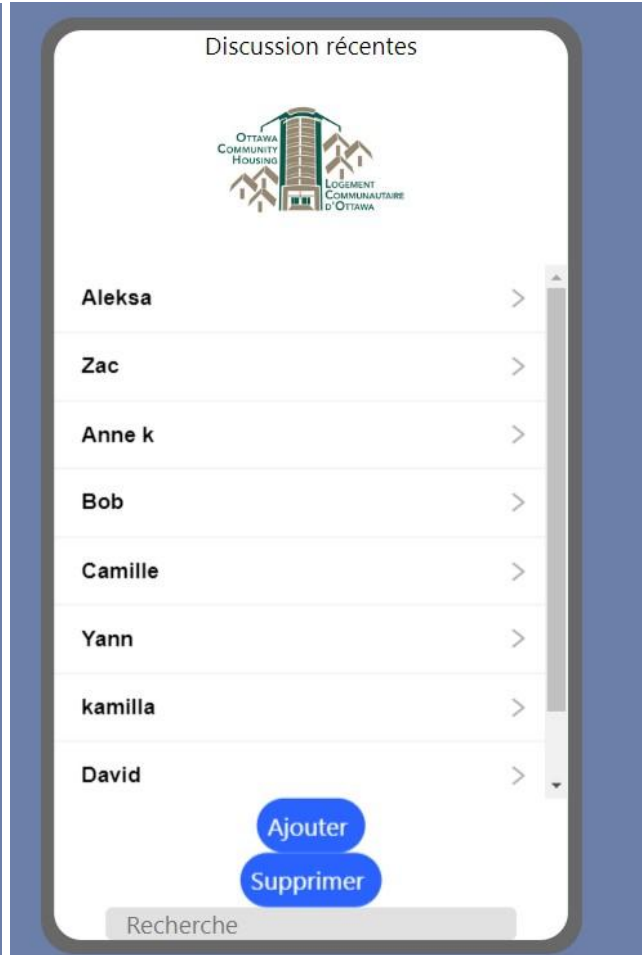 Discussion récentes
OTTAWA
COMMUNITY
HOUSING
LOGEMENT
COMMUNAUTAIRE
D'OTTAWA
Aleksa
Zac
Anne k
Bob
Camille
Yann
kamilla
David
Ajouter
Supprimer
Recherche